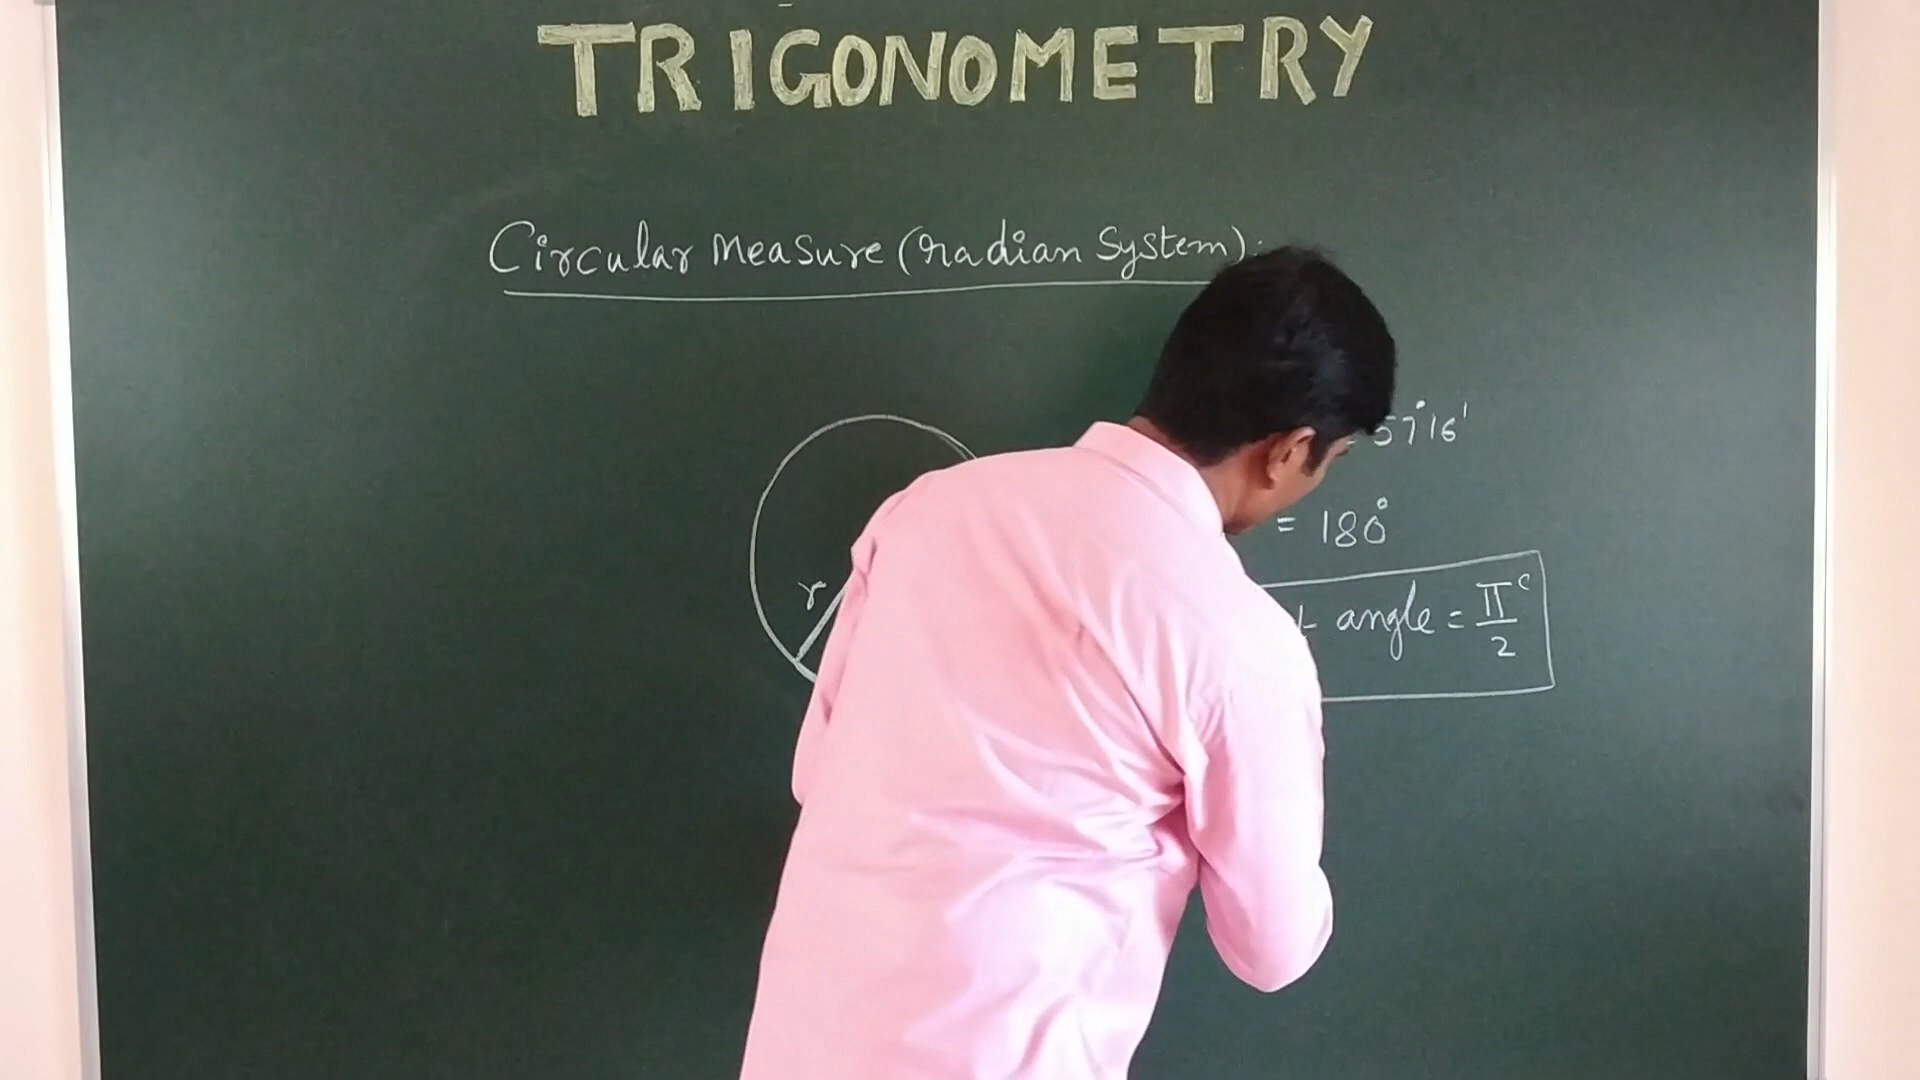 TRIGONOMETRY
Circular Measure (radian System):
= 57°16'
r
= 180°
angle = π^c/2